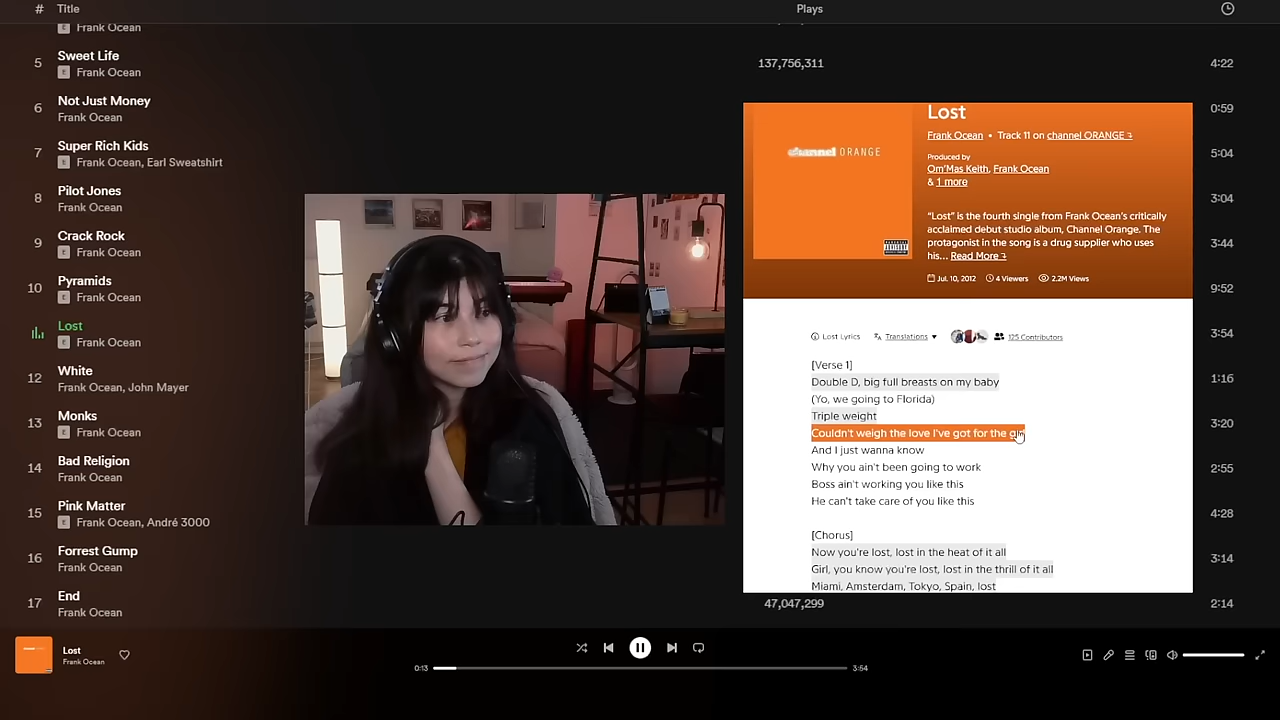 # Title Plays
Frank Ocean
5 Sweet Life 137,756,311 4:22
E Frank Ocean
6 Not Just Money 0:59
Frank Ocean
7 Super Rich Kids 5:04
E Frank Ocean, Earl Sweatshirt
8 Pilot Jones 3:04
Frank Ocean
9 Crack Rock 3:44
E Frank Ocean
10 Pyramids 9:52
E Frank Ocean
Lost 3:54
E Frank Ocean
12 White 1:16
Frank Ocean, John Mayer
13 Monks 3:20
E Frank Ocean
14 Bad Religion 2:55
Frank Ocean
15 Pink Matter 4:28
E Frank Ocean, André 3000
16 Forrest Gump 3:14
Frank Ocean
17 End 47,047,299 2:14
Frank Ocean
channel ORANGE
Lost
Frank Ocean • Track 11 on channel ORANGE
Produced by
Om'Mas Keith, Frank Ocean
& 1 more
“Lost” is the fourth single from Frank Ocean's critically
acclaimed debut studio album, Channel Orange. The
protagonist in the song is a drug supplier who uses
his... Read More
Jul. 10, 2012 4 Viewers 2.2M Views
Lost Lyrics Translations 125 Contributors
[Verse 1]
Double D, big full breasts on my baby
(Yo, we going to Florida)
Triple weight
Couldn't weigh the love I've got for the
And I just wanna know
Why you ain't been going to work
Boss ain't working you like this
He can't take care of you like this
[Chorus]
Now you're lost, lost in the heat of it all
Girl, you know you're lost, lost in the thrill of it all
Miami, Amsterdam, Tokyo, Spain, lost
Lost
Frank Ocean
0:13 3:54